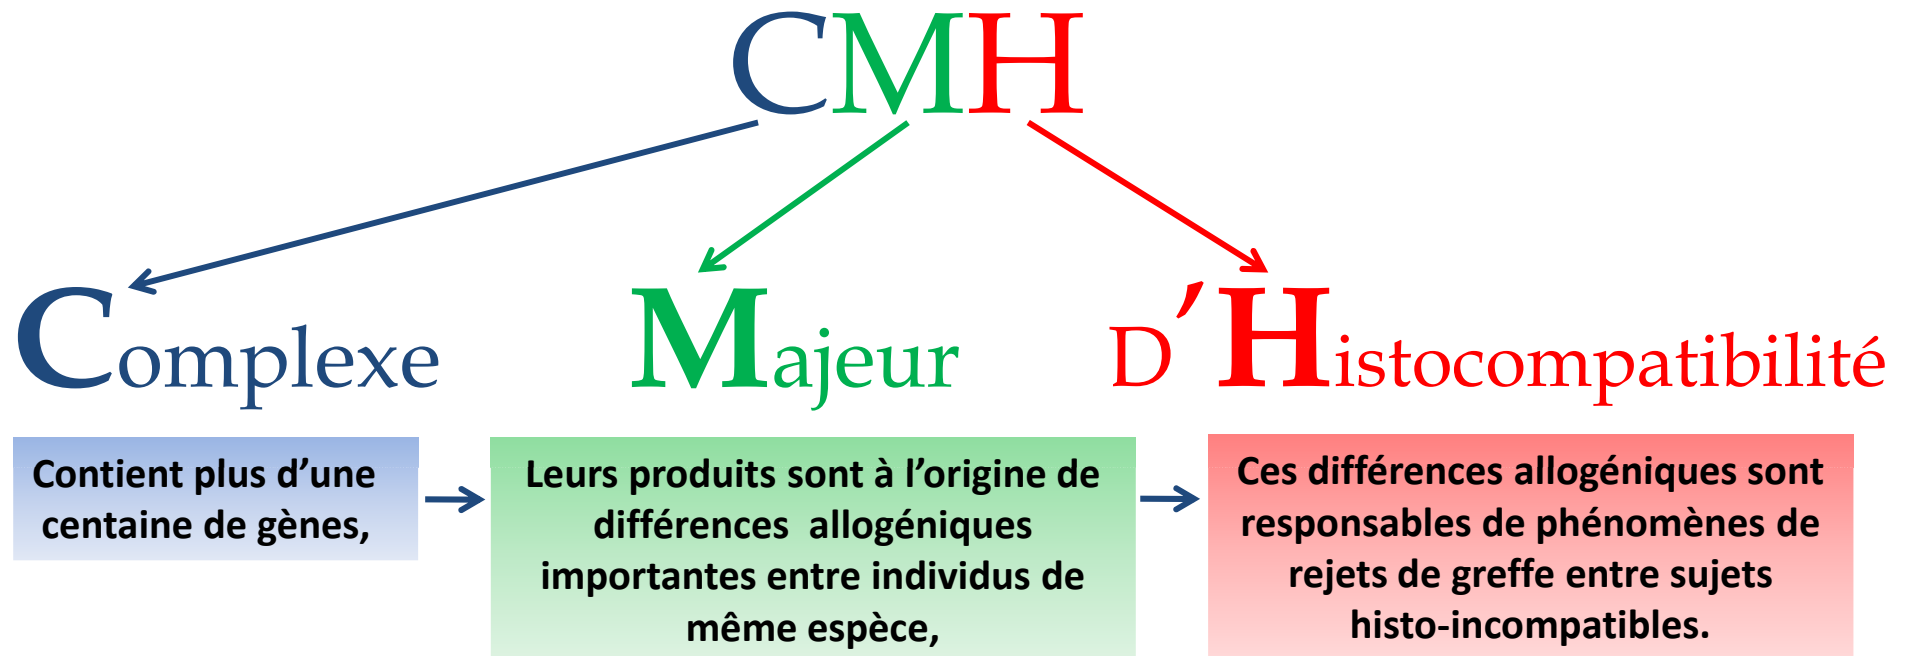 CMH
Complexe
Majeur
D'Histocompatibilité
Contient plus d'une
centaine de gènes,
Leurs produits sont à l'origine de
différences allogéniques
importantes entre individus de
même espèce,
Ces différences allogéniques sont
responsables de phénomènes de
rejets de greffe entre sujets
histo-incompatibles.